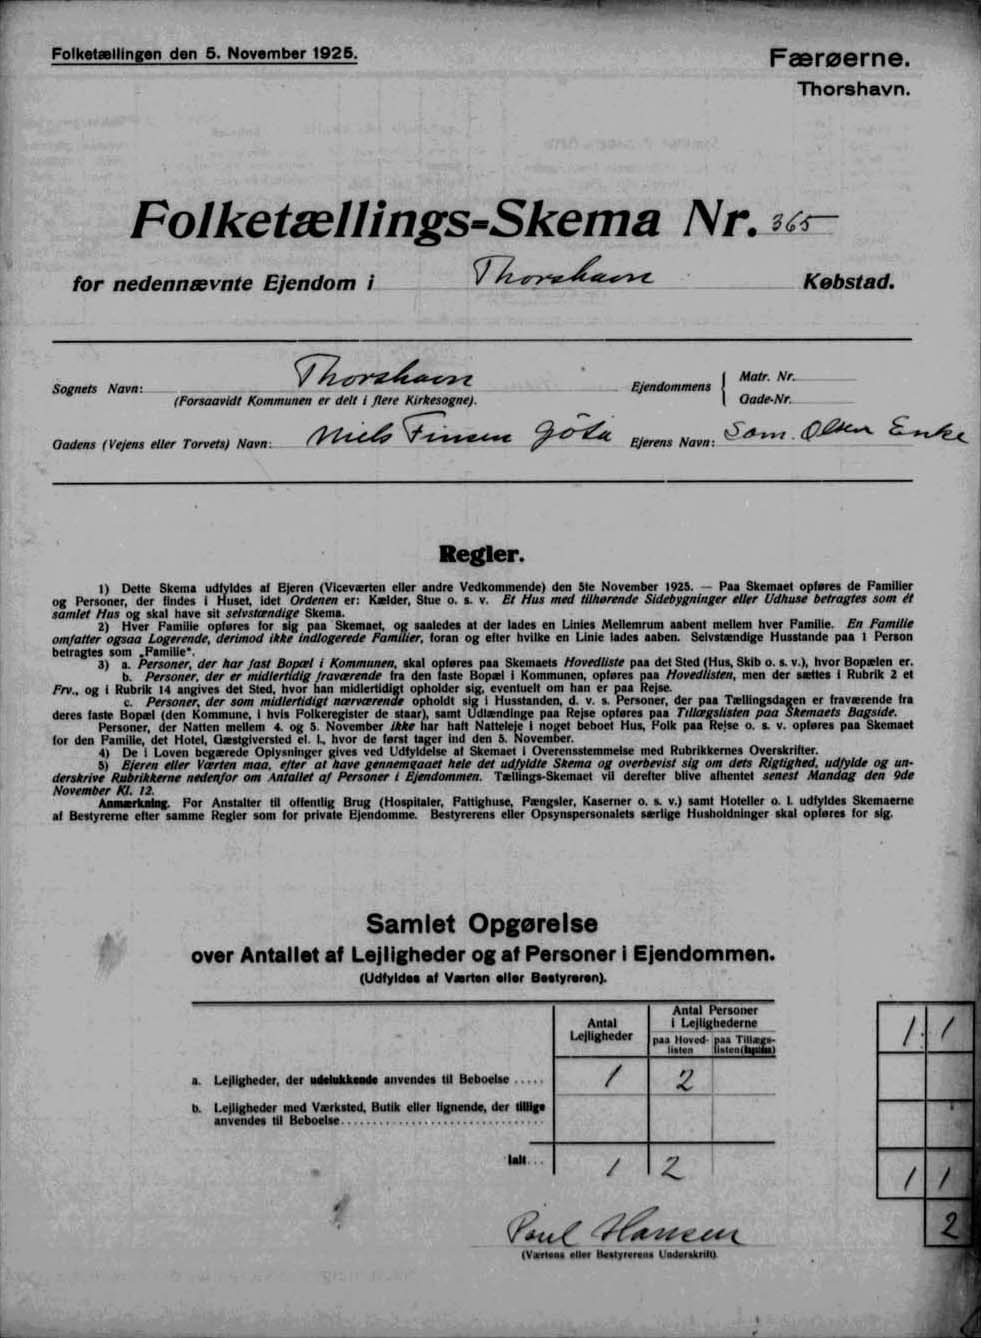 Folketællingen den 5. November 1925.
Færøerne.
Thorshavn.
Folketællings-Skema Nr. 365
for nedennævnte Ejendom i Thorshavn Købstad.
Sognets Navn: Thorshavn
(Forsaavidt Kommunen er delt i flere Kirkesogne).
Ejendommens
Matr. Nr.
Gade-Nr.
Gadens (Vejens eller Torvets) Navn: Niels Finsen Göta
Ejerens Navn: Sam. Olsen Enke
Regler.
1) Dette Skema udfyldes af Ejeren (Viceværten eller andre Vedkommende) den 5te November 1925. — Paa Skemaet opføres de Familier
og Personer, der findes i Huset, idet Ordenen er: Kælder, Stue o. s. v. Et Hus med tilhørende Sidebygninger eller Udhuse betragtes som ét
samlet Hus og skal have sit selvstændige Skema.
2) Hver Familie opføres for sig paa Skemaet, og saaledes at der lades en Linies Mellemrum aabent mellem hver Familie. En Familie
omfatter ogsaa Logerende, derimod ikke indlogerede Familier, foran og efter hvilke en Linie lades aaben. Selvstændige Husstande paa 1 Person
betragtes som „Familie".
3) a. Personer, der har fast Bopæl i Kommunen, skal opføres paa Skemaets Hovedliste paa det Sted (Hus, Skib o. s. v.), hvor Bopælen er.
b. Personer, der er midlertidig fraværende fra den faste Bopæl i Kommunen, opføres paa Hovedlisten, men der sættes i Rubrik 2 et
Frv., og i Rubrik 14 angives det Sted, hvor han midlertidigt opholder sig, eventuelt om han er paa Rejse.
c. Personer, der som midlertidigt nærværende opholdt sig i Husstanden, d. v. s. Personer, der paa Tællingsdagen er fraværende fra
deres faste Bopæl (den Kommune, i hvis Folkeregister de staar), samt Udlændinge paa Rejse opføres paa Tillægslisten paa Skemaets Bagside.
Personer, der Natten mellem 4. og 5. November ikke har haft Natteleje i noget beboet Hus, Folk paa Rejse o. s. v. opføres paa Skemaet
for den Familie, det Hotel, Gæstgiversted el. l., hvor de først tager ind den 5. November.
4) De i Loven begærede Oplysninger gives ved Udfyldelse af Skemaet i Overensstemmelse med Rubrikkernes Overskrifter.
5) Ejeren eller Værten maa, efter at have gennemgaaet hele det udfyldte Skema og overbevist sig om dets Rigtighed, udfylde og un-
derskrive Rubrikkerne nedenfor om Antallet af Personer i Ejendommen. Tællings-Skemaet vil derefter blive afhentet senest Mandag den 9de
November Kl. 12.
Anmærkning. For Anstalter til offentlig Brug (Hospitaler, Fattighuse, Fængsler, Kaserner o. s. v.) samt Hoteller o. l. udfyldes Skemaerne
af Bestyrerne efter samme Regler som for private Ejendomme. Bestyrerens eller Opsynspersonalets særlige Husholdninger skal opføres for sig.
Samlet Opgørelse
over Antallet af Lejligheder og af Personer i Ejendommen.
(Udfyldes af Værten eller Bestyreren).
Antal
Lejligheder
Antal Personer
i Lejlighederne
paa Hoved-
listen
paa Tillægs-
listen
a. Lejligheder, der udelukkende anvendes til Beboelse ..... 1 2
b. Lejligheder med Værksted, Butik eller lignende, der tillige
anvendes til Beboelse
Ialt... 1 2
1 1
1 1
2
Poul Hansen
(Værtens eller Bestyrerens Underskrift)